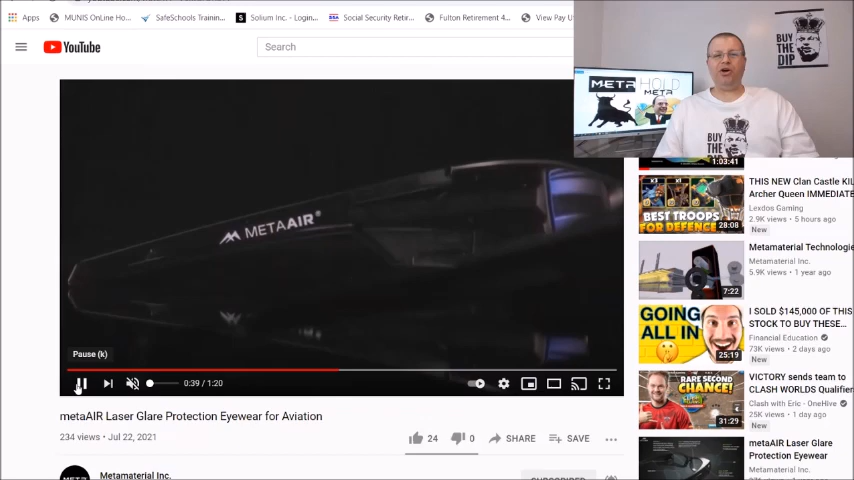 Apps
MUNIS OnLine Ho...
SafeSchools Trainin...
Solium Inc. - Login...
Social Security Retir...
Fulton Retirement 4...
View Pay
YouTube
Search
BUY
THE
DIP
META
HOLD
META
BUY
THE
DIP
METAAIR®
Pause (k)
0:39 / 1:20
metaAIR Laser Glare Protection Eyewear for Aviation
234 views • Jul 22, 2021
24
0
SHARE
SAVE
META
Metamaterial Inc.
SUBSCRIBED
1:03:41
BEST TROOPS
FOR DEFENCE
28:08
THIS NEW Clan Castle KIL
Archer Queen IMMEDIATE
Lexdos Gaming
2.9K views • 5 hours ago
New
7:22
Metamaterial Technologie
Metamaterial Inc.
5.9K views • 1 year ago
GOING
ALL IN
25:19
I SOLD $145,000 OF THIS
STOCK TO BUY THESE...
Financial Education
73K views • 2 days ago
New
RARE SECOND
CHANCE!
31:29
VICTORY sends team to
CLASH WORLDS Qualifier
Clash with Eric - OneHive
25K views • 1 day ago
New
metaAIR Laser Glare
Protection Eyewear
Metamaterial Inc.